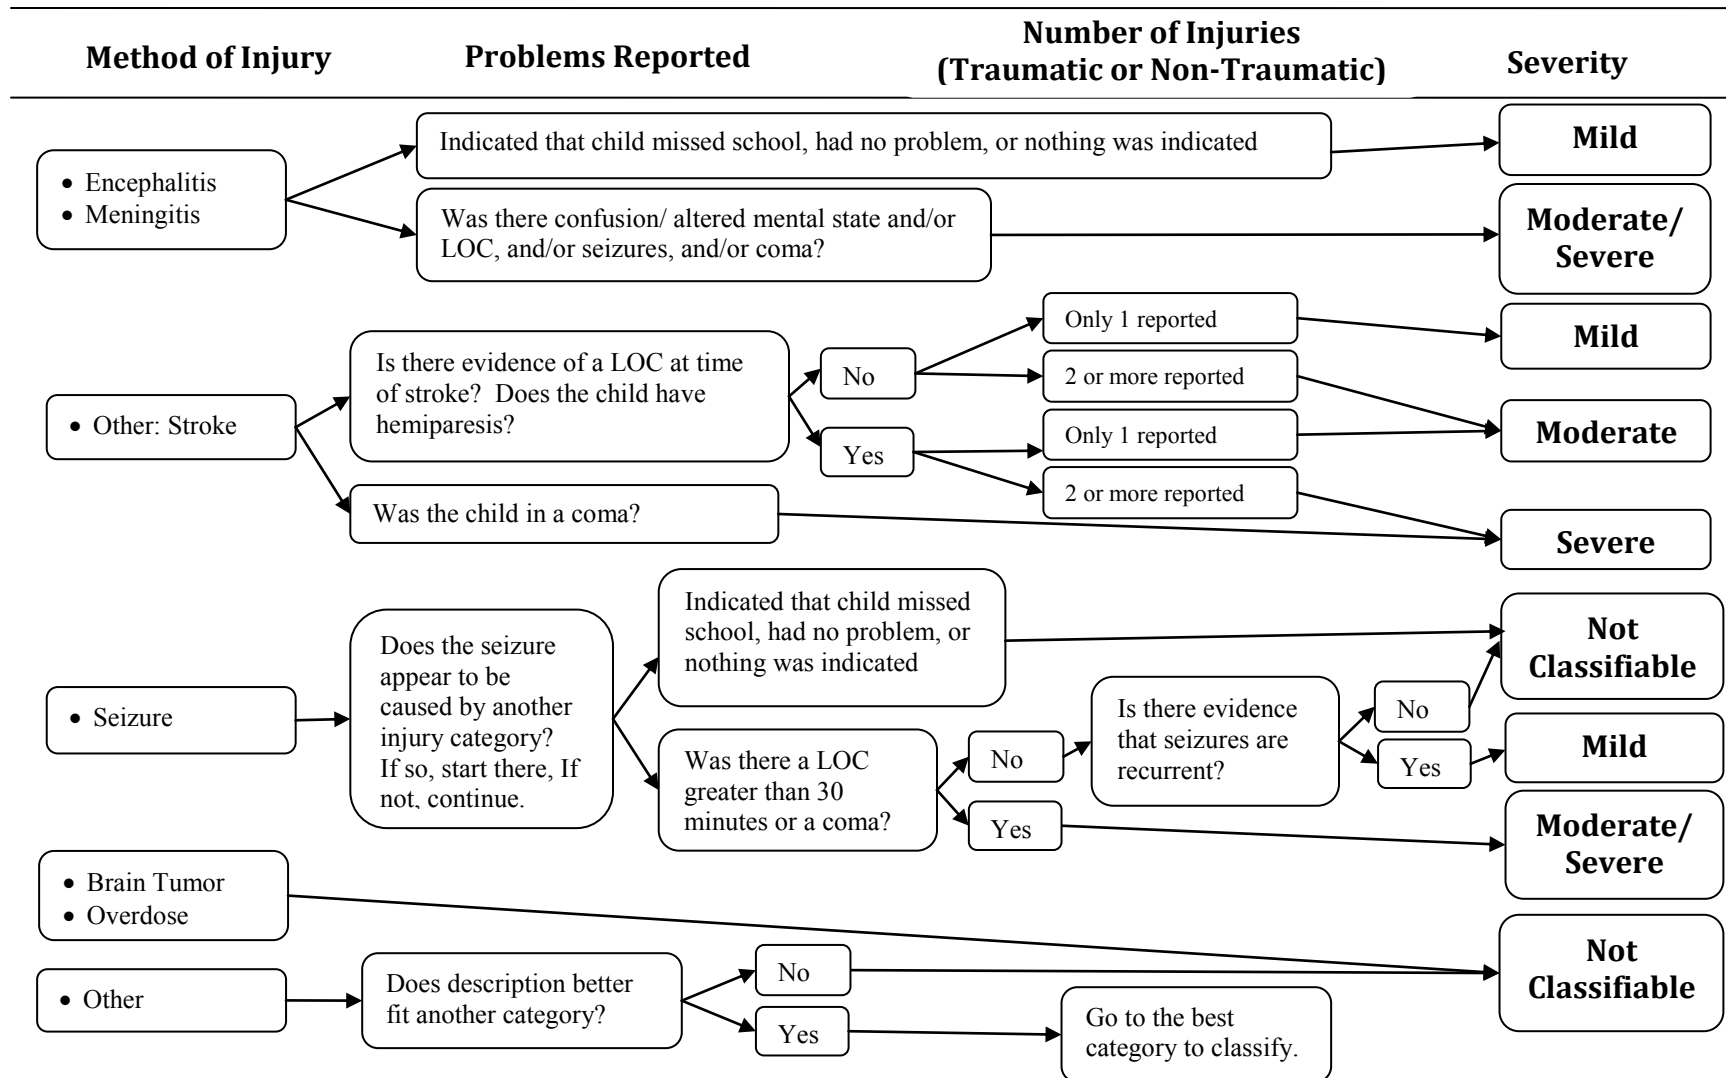 Method of Injury
Problems Reported
Number of Injuries
(Traumatic or Non-Traumatic)
Severity
• Encephalitis
• Meningitis
Indicated that child missed school, had no problem, or nothing was indicated
Mild
Was there confusion/ altered mental state and/or
LOC, and/or seizures, and/or coma?
Moderate/
Severe
• Other: Stroke
Is there evidence of a LOC at time
of stroke?  Does the child have
hemiparesis?
No
Only 1 reported
Mild
2 or more reported
Yes
Only 1 reported
Moderate
2 or more reported
Was the child in a coma?
Severe
• Seizure
Does the seizure
appear to be
caused by another
injury category?
If so, start there, If
not, continue.
Indicated that child missed
school, had no problem, or
nothing was indicated
Not
Classifiable
Was there a LOC
greater than 30
minutes or a coma?
No
Is there evidence
that seizures are
recurrent?
No
Yes
Mild
Yes
Moderate/
Severe
• Brain Tumor
• Overdose
Not
Classifiable
• Other
Does description better
fit another category?
No
Yes
Go to the best
category to classify.